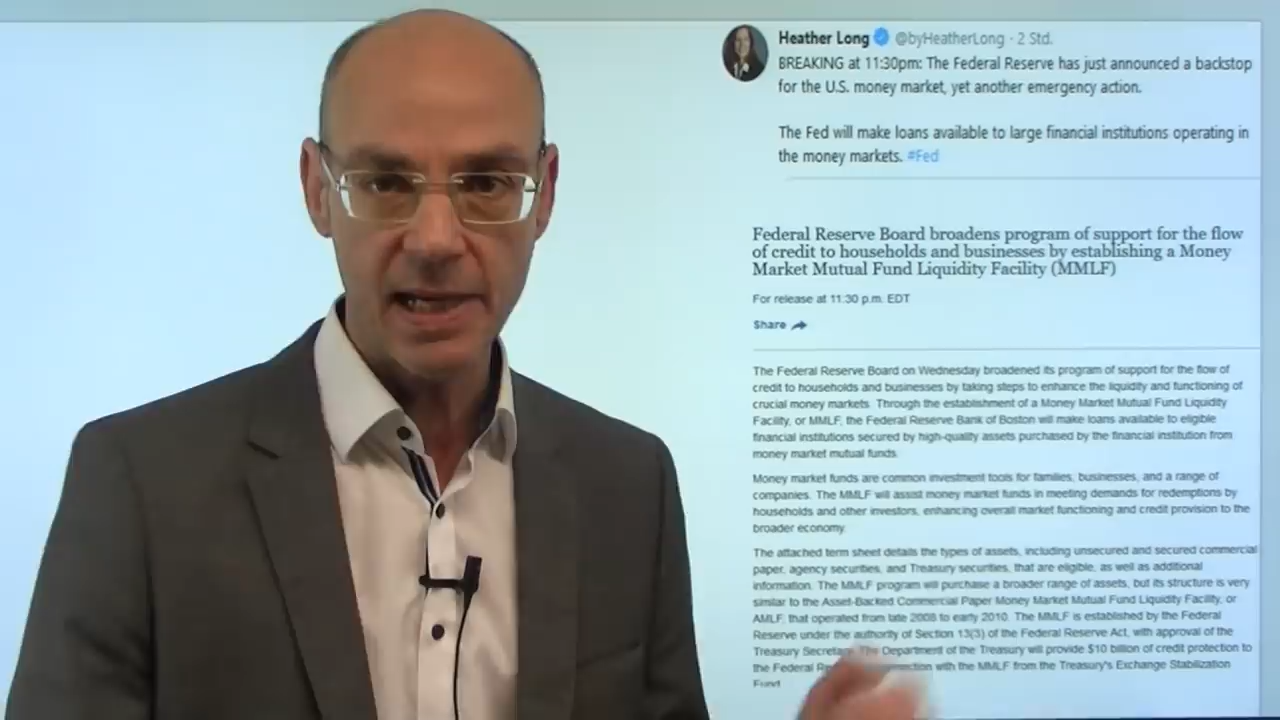 Heather Long @byHeatherLong · 2 Std.
BREAKING at 11:30pm: The Federal Reserve has just announced a backstop
for the U.S. money market, yet another emergency action.
The Fed will make loans available to large financial institutions operating in
the money markets. #Fed
Federal Reserve Board broadens program of support for the flow
of credit to households and businesses by establishing a Money
Market Mutual Fund Liquidity Facility (MMLF)
For release at 11:30 p.m. EDT
Share
The Federal Reserve Board on Wednesday broadened its program of support for the flow of
credit to households and businesses by taking steps to enhance the liquidity and functioning of
crucial money markets. Through the establishment of a Money Market Mutual Fund Liquidity
Facility, or MMLF, the Federal Reserve Bank of Boston will make loans available to eligible
financial institutions secured by high-quality assets purchased by the financial institution from
money market mutual funds.
Money market funds are common investment tools for families, businesses, and a range of
companies. The MMLF will assist money market funds in meeting demands for redemptions by
households and other investors, enhancing overall market functioning and credit provision to the
broader economy.
The attached term sheet details the types of assets, including unsecured and secured commercial
paper, agency securities, and Treasury securities, that are eligible, as well as additional
information. The MMLF program will purchase a broader range of assets, but its structure is very
similar to the Asset-Backed Commercial Paper Money Market Mutual Fund Liquidity Facility, or
AMLF, that operated from late 2008 to early 2010. The MMLF is established by the Federal
Reserve under the authority of Section 13(3) of the Federal Reserve Act, with approval of the
Treasury Secretary. The Department of the Treasury will provide $10 billion of credit protection to
the Federal with the MMLF from the Treasury's Exchange Stabilization
Fund